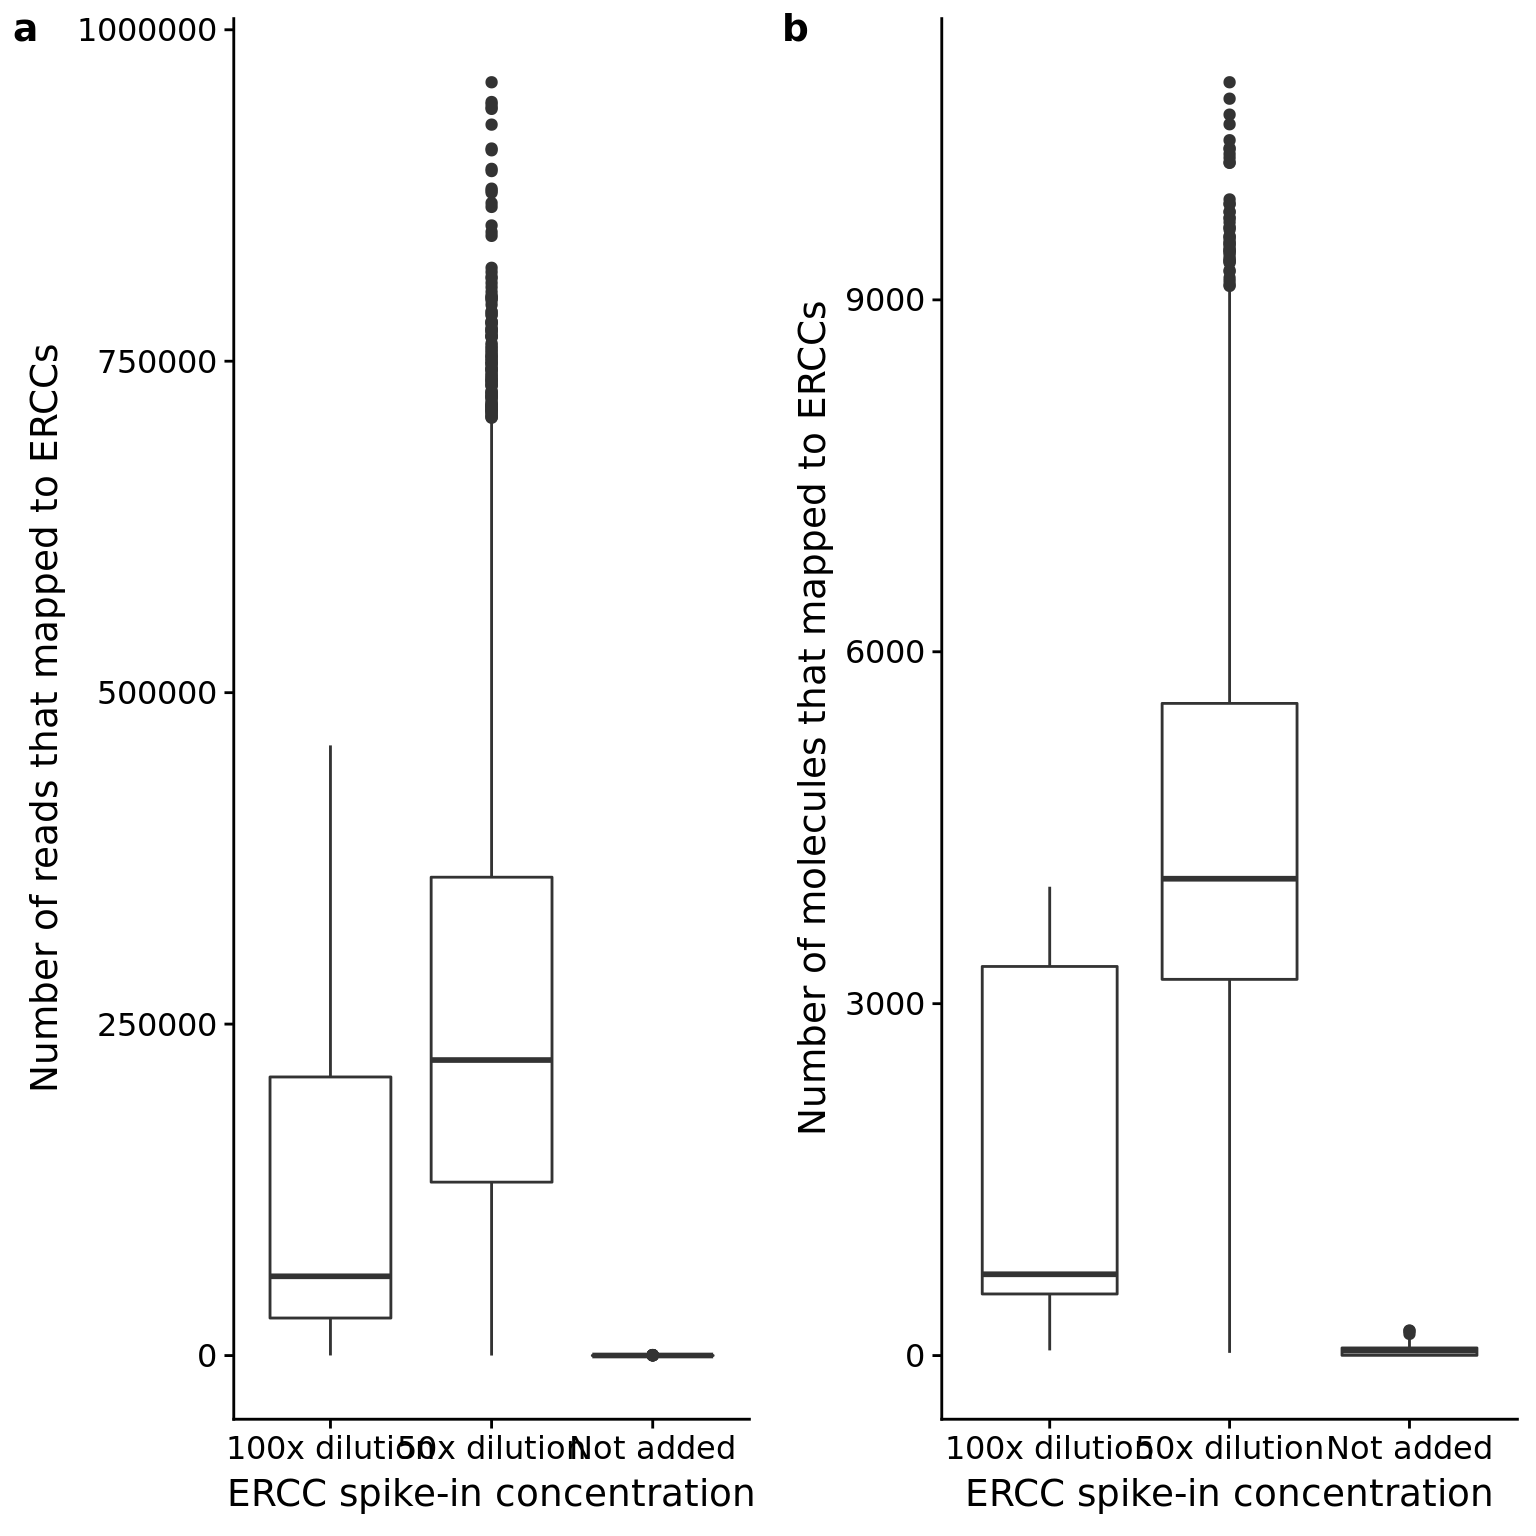 a
1000000
750000
500000
250000
0
Number of reads that mapped to ERCCs
100x dilution
50x dilution
Not added
ERCC spike-in concentration
b
9000
6000
3000
0
Number of molecules that mapped to ERCCs
100x dilution
50x dilution
Not added
ERCC spike-in concentration